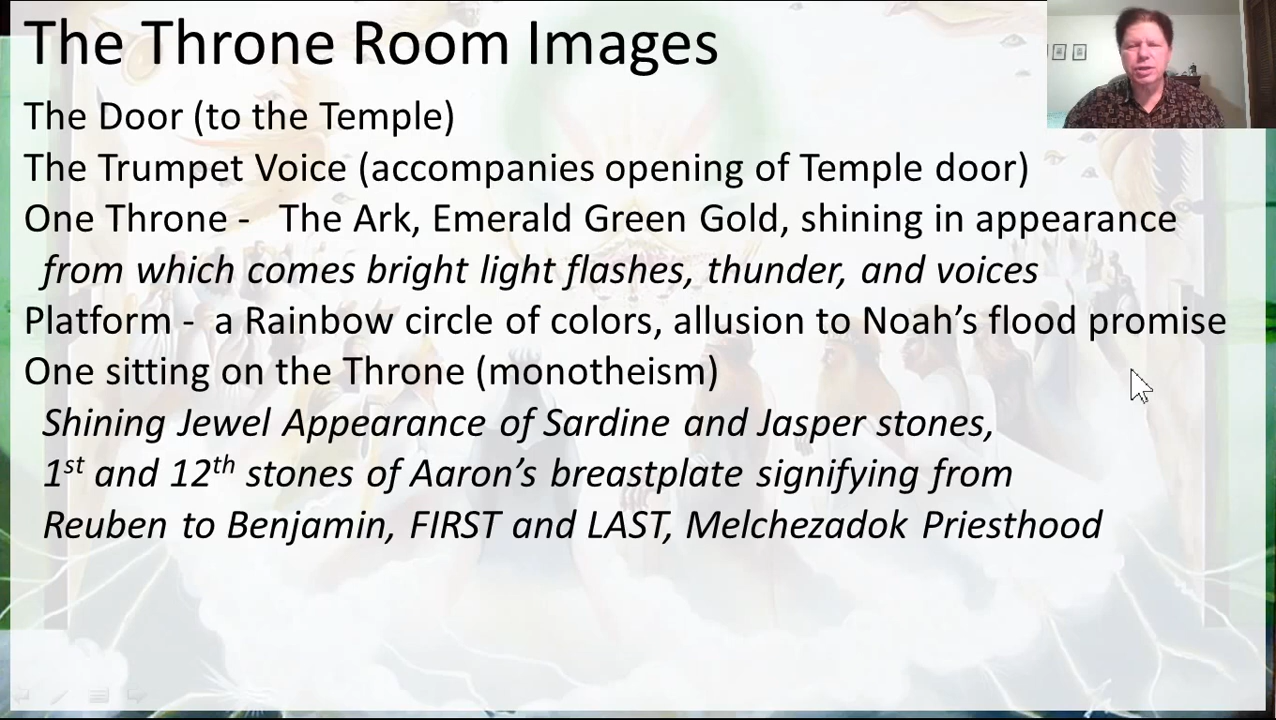 The Throne Room Images
The Door (to the Temple)
The Trumpet Voice (accompanies opening of Temple door)
One Throne - The Ark, Emerald Green Gold, shining in appearance
from which comes bright light flashes, thunder, and voices
Platform - a Rainbow circle of colors, allusion to Noah’s flood promise
One sitting on the Throne (monotheism)
Shining Jewel Appearance of Sardine and Jasper stones,
1st and 12th stones of Aaron’s breastplate signifying from
Reuben to Benjamin, FIRST and LAST, Melchezadok Priesthood